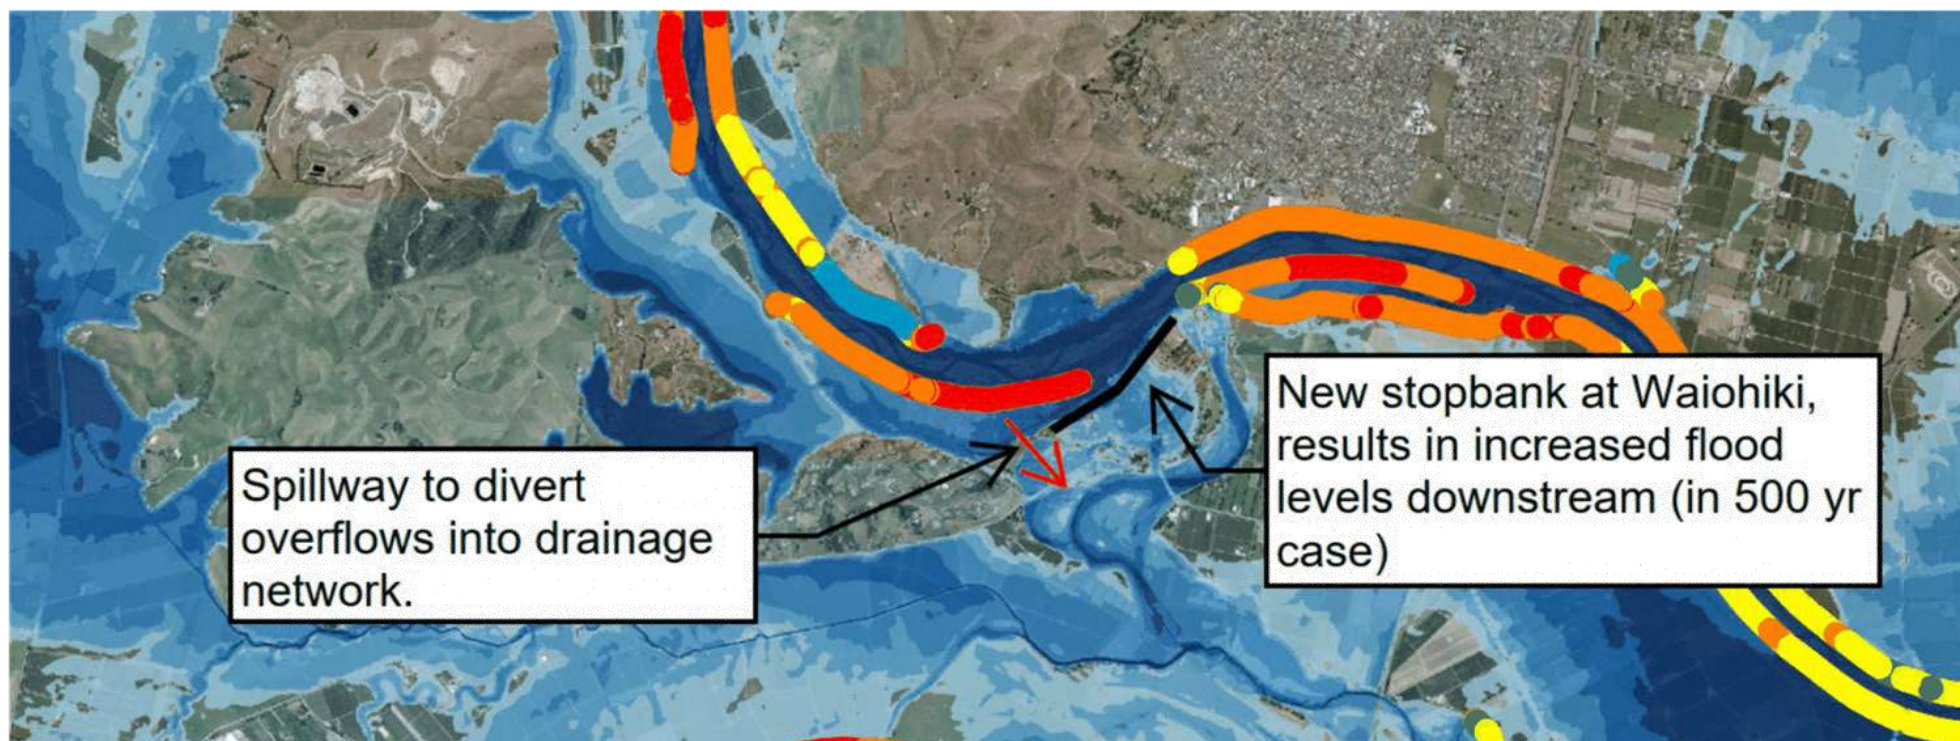 Spillway to divert
overflows into drainage
network.
New stopbank at Waiohiki,
results in increased flood
levels downstream (in 500 yr
case)